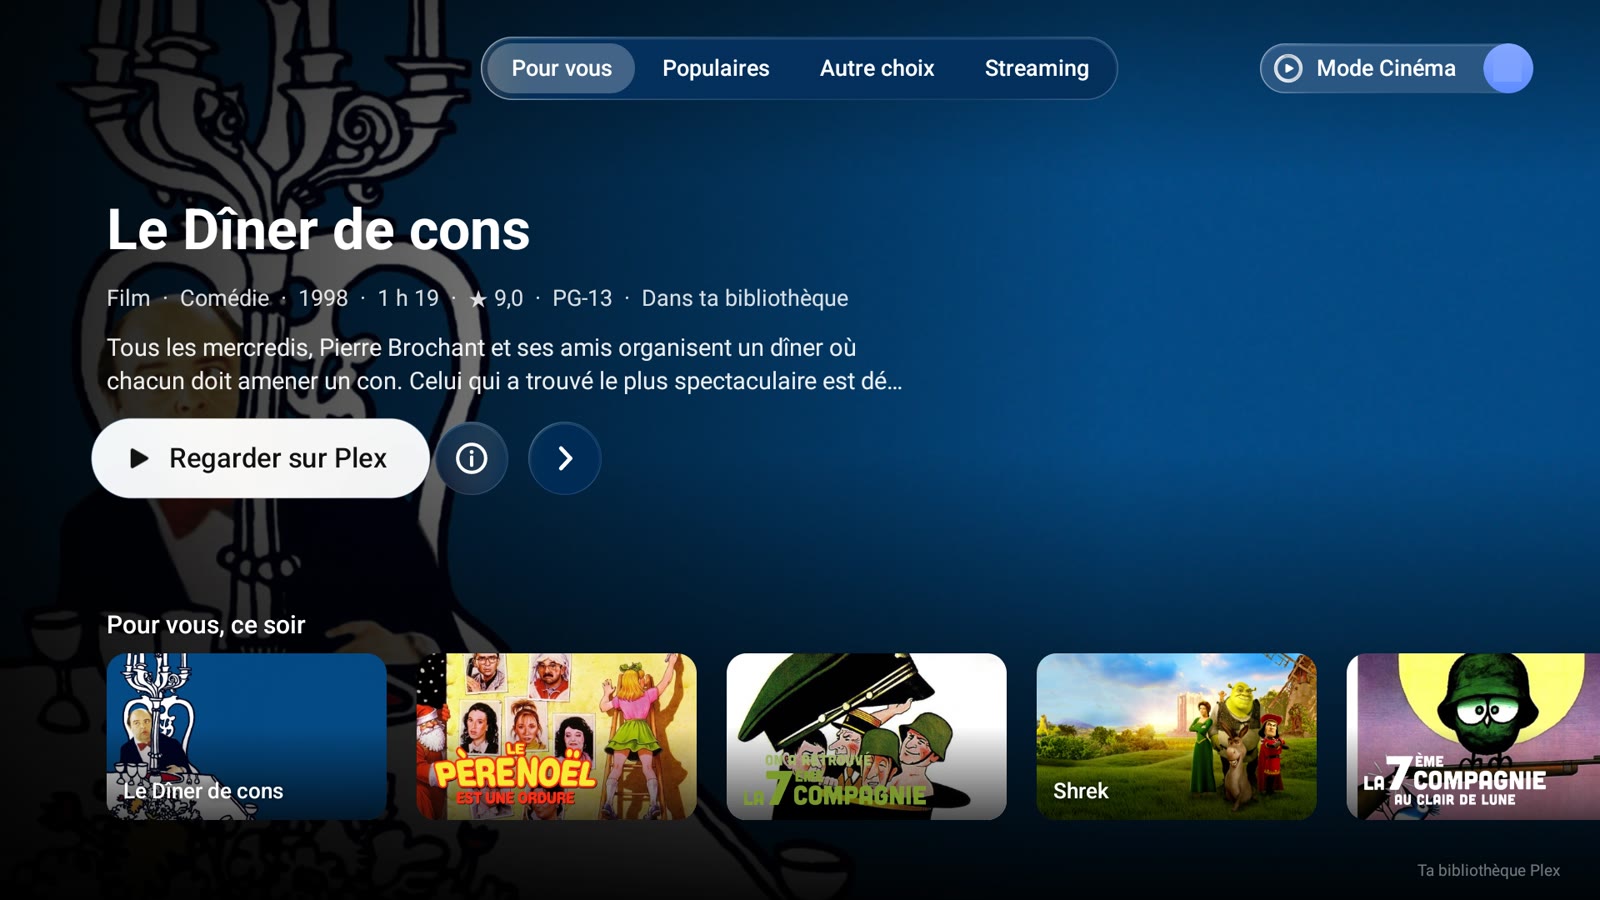 Pour vous
Populaires
Autre choix
Streaming
Mode Cinéma
Le Dîner de cons
Film · Comédie · 1998 · 1 h 19 · ★ 9,0 · PG-13 · Dans ta bibliothèque
Tous les mercredis, Pierre Brochant et ses amis organisent un dîner où
chacun doit amener un con. Celui qui a trouvé le plus spectaculaire est dé…
Regarder sur Plex
Pour vous, ce soir
Le Dîner de cons
LE
PÈRE NOËL
EST UNE ORDURE
ON A RETROUVÉ
LA 7ÈME COMPAGNIE
Shrek
LA 7ÈME COMPAGNIE
AU CLAIR DE LUNE
Ta bibliothèque Plex